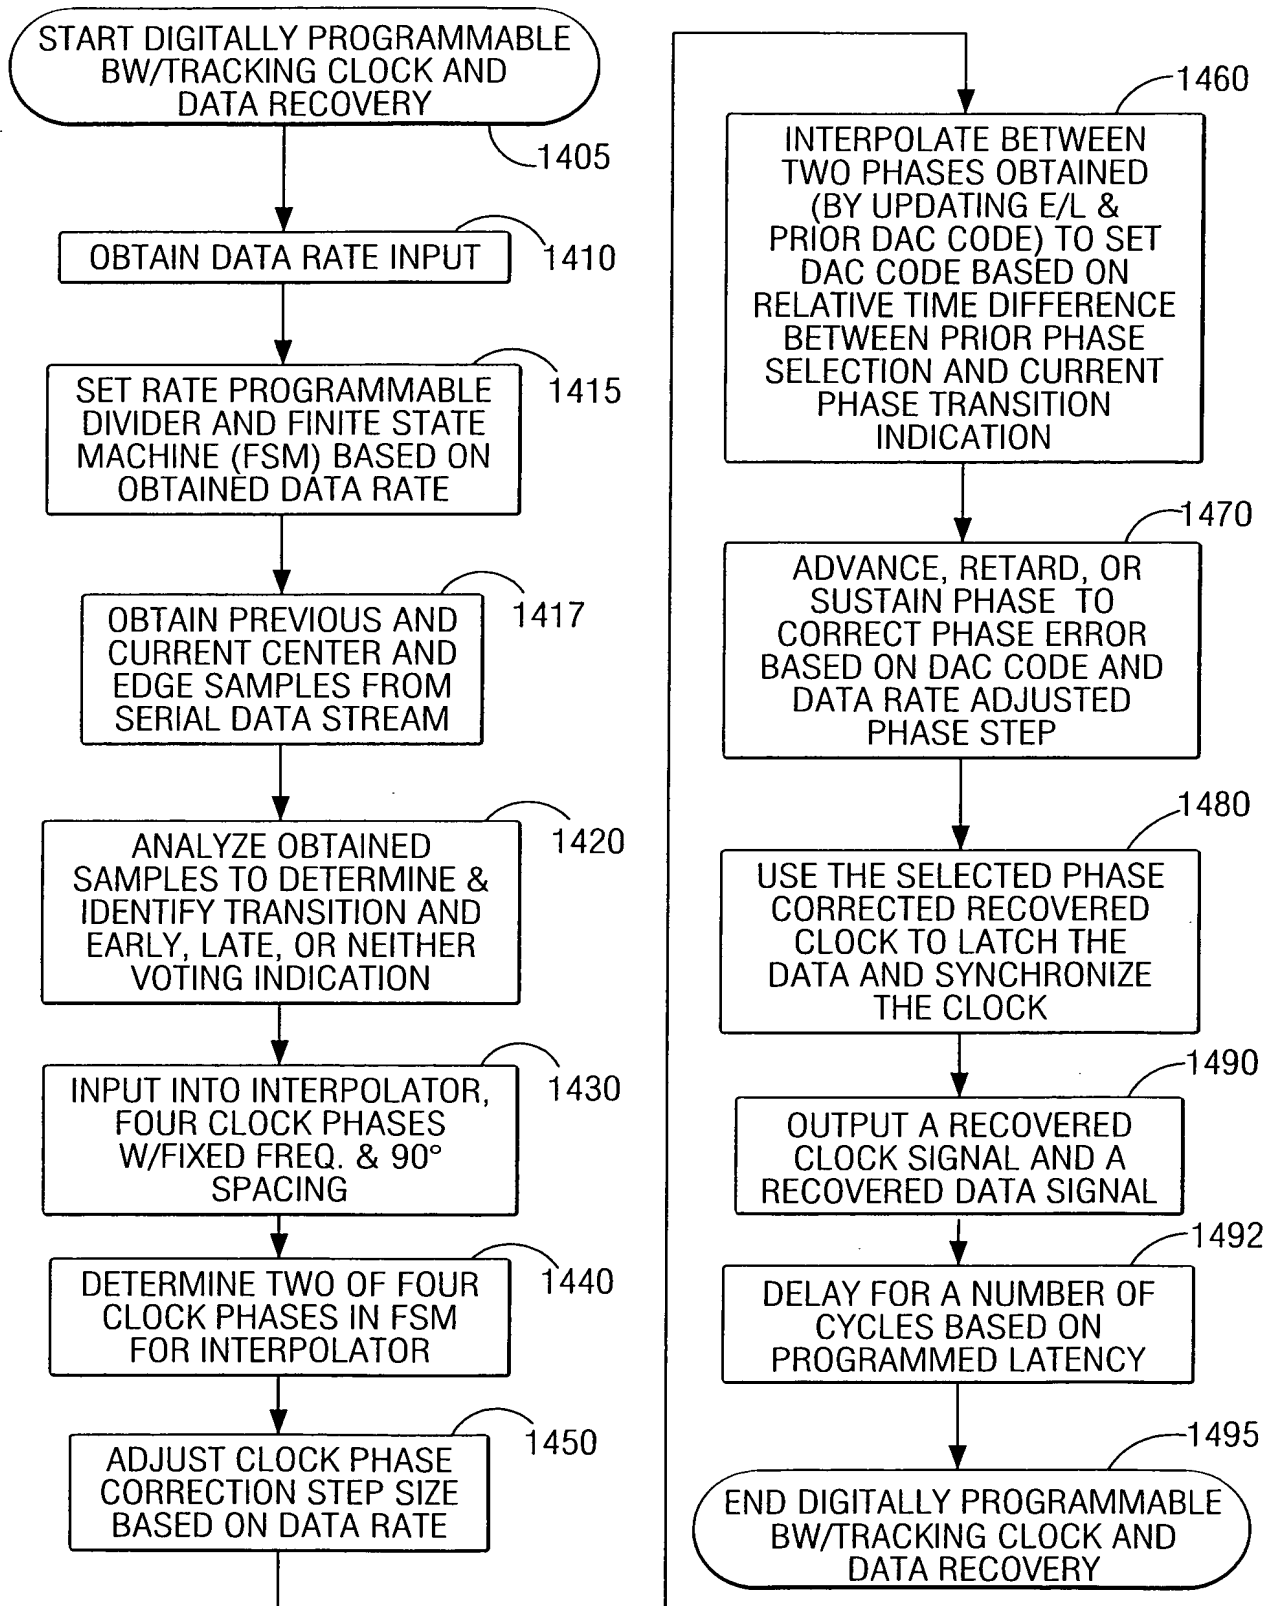 START DIGITALLY PROGRAMMABLE
BW/TRACKING CLOCK AND
DATA RECOVERY
1405
OBTAIN DATA RATE INPUT
1410
SET RATE PROGRAMMABLE
DIVIDER AND FINITE STATE
MACHINE (FSM) BASED ON
OBTAINED DATA RATE
1415
OBTAIN PREVIOUS AND
CURRENT CENTER AND
EDGE SAMPLES FROM
SERIAL DATA STREAM
1417
ANALYZE OBTAINED
SAMPLES TO DETERMINE &
IDENTIFY TRANSITION AND
EARLY, LATE, OR NEITHER
VOTING INDICATION
1420
INPUT INTO INTERPOLATOR,
FOUR CLOCK PHASES
W/FIXED FREQ. & 90°
SPACING
1430
DETERMINE TWO OF FOUR
CLOCK PHASES IN FSM
FOR INTERPOLATOR
1440
ADJUST CLOCK PHASE
CORRECTION STEP SIZE
BASED ON DATA RATE
1450
INTERPOLATE BETWEEN
TWO PHASES OBTAINED
(BY UPDATING E/L &
PRIOR DAC CODE) TO SET
DAC CODE BASED ON
RELATIVE TIME DIFFERENCE
BETWEEN PRIOR PHASE
SELECTION AND CURRENT
PHASE TRANSITION
INDICATION
1460
ADVANCE, RETARD, OR
SUSTAIN PHASE TO
CORRECT PHASE ERROR
BASED ON DAC CODE AND
DATA RATE ADJUSTED
PHASE STEP
1470
USE THE SELECTED PHASE
CORRECTED RECOVERED
CLOCK TO LATCH THE
DATA AND SYNCHRONIZE
THE CLOCK
1480
OUTPUT A RECOVERED
CLOCK SIGNAL AND A
RECOVERED DATA SIGNAL
1490
DELAY FOR A NUMBER OF
CYCLES BASED ON
PROGRAMMED LATENCY
1492
END DIGITALLY PROGRAMMABLE
BW/TRACKING CLOCK AND
DATA RECOVERY
1495